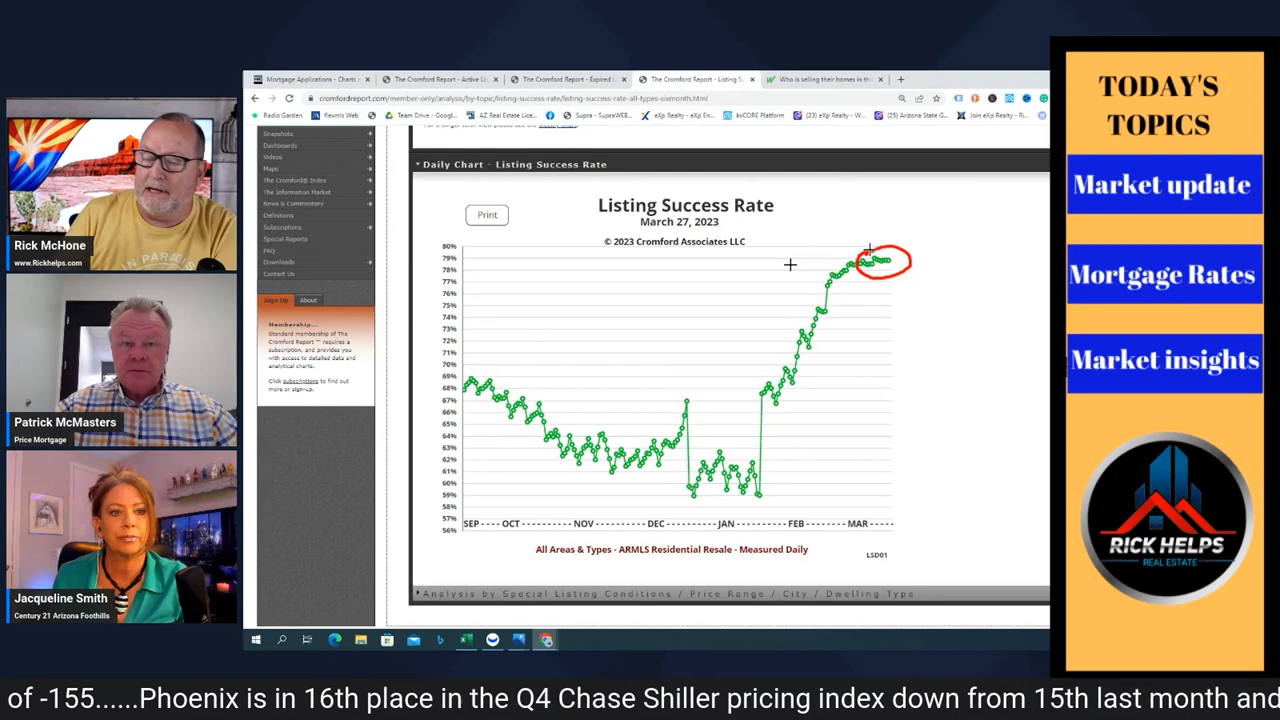 Mortgage Applications - Charts
The Cromford Report - Active Li
The Cromford Report - Expired L
The Cromford Report - Listing S
Who is selling their homes in th
cromfordreport.com/member-only/analysis/by-topic/listing-success-rate/listing-success-rate-all-types-sixmonth.html
Radio Garden
flexmls Web
Team Drive - Googl...
AZ Real Estate Lice...
Supra - SupraWEB...
eXp Realty - eXp Re...
kvCORE Platform
(23) eXp Realty - W...
(25) Arizona State G...
Join eXp Realty - Ri...
Snapshots
Dashboards
Videos
Maps
The Cromford® Index
The Information Market
News & Commentary
Definitions
Subscriptions
Special Reports
FAQ
Downloads
Contact Us
Sign Up
About
Membership...
Standard membership of The
Cromford Report ™ requires a
subscription, and provides you
with access to detailed data and
analytical charts.
Click subscriptions to find out
more or sign-up.
Daily Chart - Listing Success Rate
Print
Listing Success Rate
March 27, 2023
© 2023 Cromford Associates LLC
80%
79%
78%
77%
76%
75%
74%
73%
72%
71%
70%
69%
68%
67%
66%
65%
64%
63%
62%
61%
60%
59%
58%
57%
56%
SEP OCT NOV DEC JAN FEB MAR
All Areas & Types - ARMLS Residential Resale - Measured Daily
LSD01
Analysis by Special Listing Conditions / Price Range / City / Dwelling Type
IN PARADIS
Rick McHone
www.Rickhelps.com
Patrick McMasters
Price Mortgage
Jacqueline Smith
Century 21 Arizona Foothills
TODAY'S
TOPICS
Market update
Mortgage Rates
Market insights
RICK HELPS
REAL ESTATE
of -155......Phoenix is in 16th place in the Q4 Chase Shiller pricing index down from 15th last month and